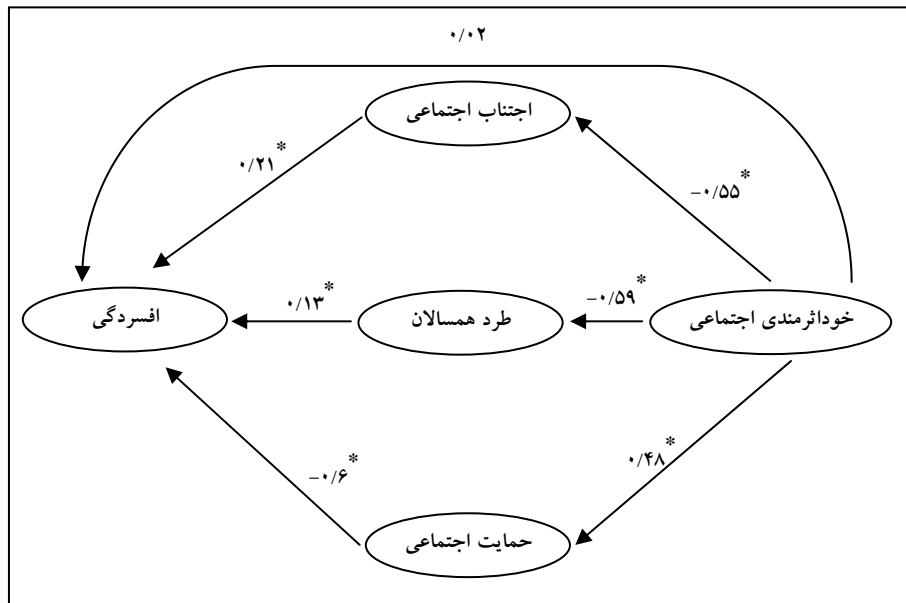 ۰/۰۲
اجتناب اجتماعی
۰/۲۱*
-۰/۵۵*
خوداثرمندی اجتماعی
-۰/۵۹*
طرد همسالان
۰/۱۳*
افسردگی
۰/۴۸*
-۰/۶*
حمایت اجتماعی